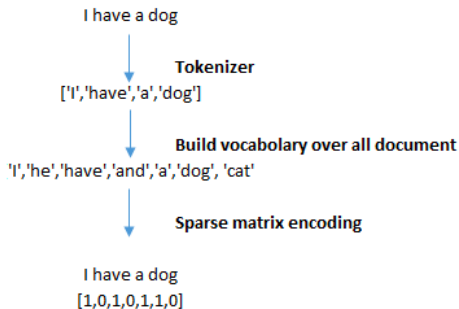 I have a dog
Tokenizer
['I','have','a','dog']
Build vocabolary over all document
'I','he','have','and','a','dog', 'cat'
Sparse matrix encoding
I have a dog
[1,0,1,0,1,1,0]